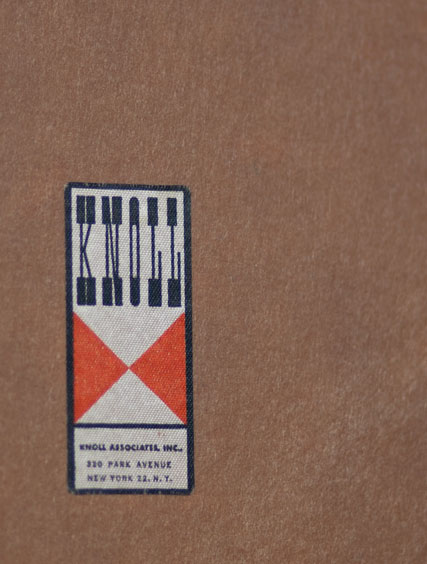 KNOLL
KNOLL ASSOCIATES, INC.,
320 PARK AVENUE
NEW YORK 22, N.Y.